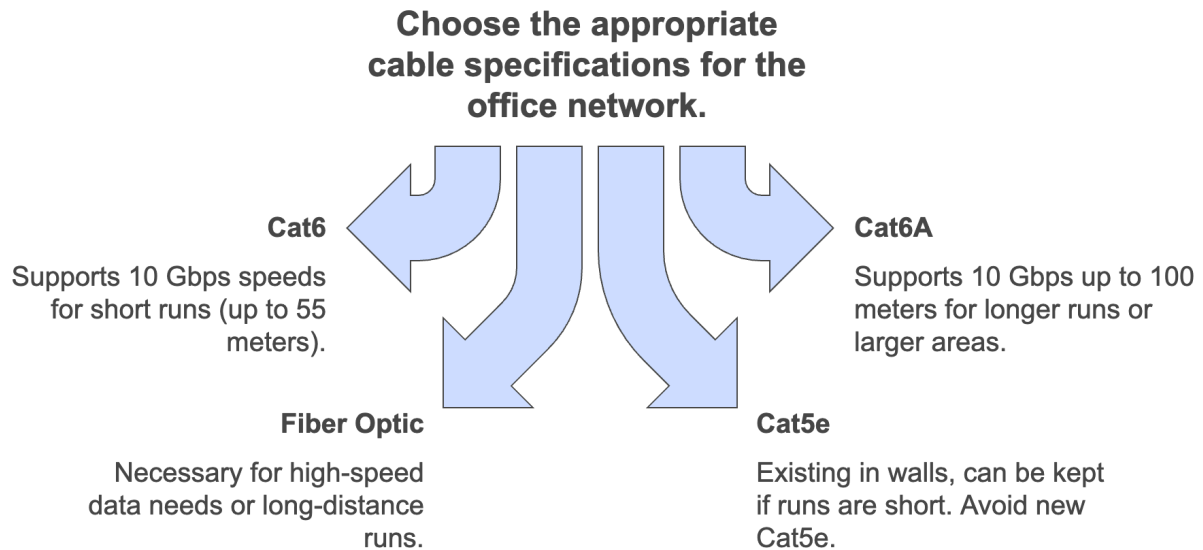 Choose the appropriate
cable specifications for the
office network.
Cat6
Supports 10 Gbps speeds
for short runs (up to 55
meters).
Cat6A
Supports 10 Gbps up to 100
meters for longer runs or
larger areas.
Fiber Optic
Necessary for high-speed
data needs or long-distance
runs.
Cat5e
Existing in walls, can be kept
if runs are short. Avoid new
Cat5e.